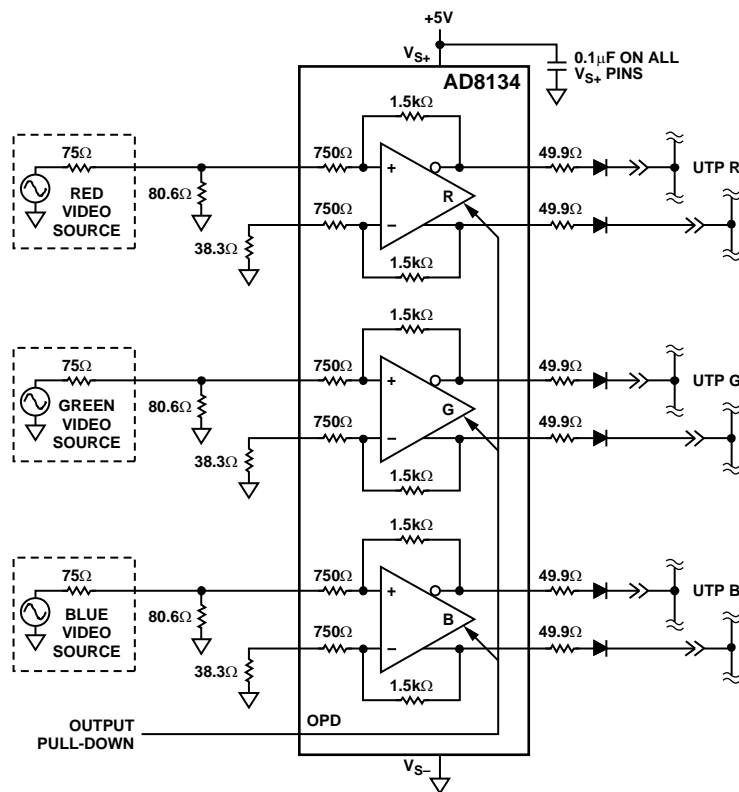 +5V
VS+
0.1µF ON ALL
VS+ PINS
AD8134
1.5kΩ
75Ω
750Ω
49.9Ω
UTP R
+
R
RED
VIDEO
SOURCE
80.6Ω
750Ω
49.9Ω
−
38.3Ω
1.5kΩ
1.5kΩ
75Ω
750Ω
49.9Ω
UTP G
+
G
GREEN
VIDEO
SOURCE
80.6Ω
750Ω
49.9Ω
−
38.3Ω
1.5kΩ
1.5kΩ
75Ω
750Ω
49.9Ω
UTP B
+
B
BLUE
VIDEO
SOURCE
80.6Ω
750Ω
49.9Ω
−
38.3Ω
1.5kΩ
OUTPUT
PULL-DOWN
OPD
VS−